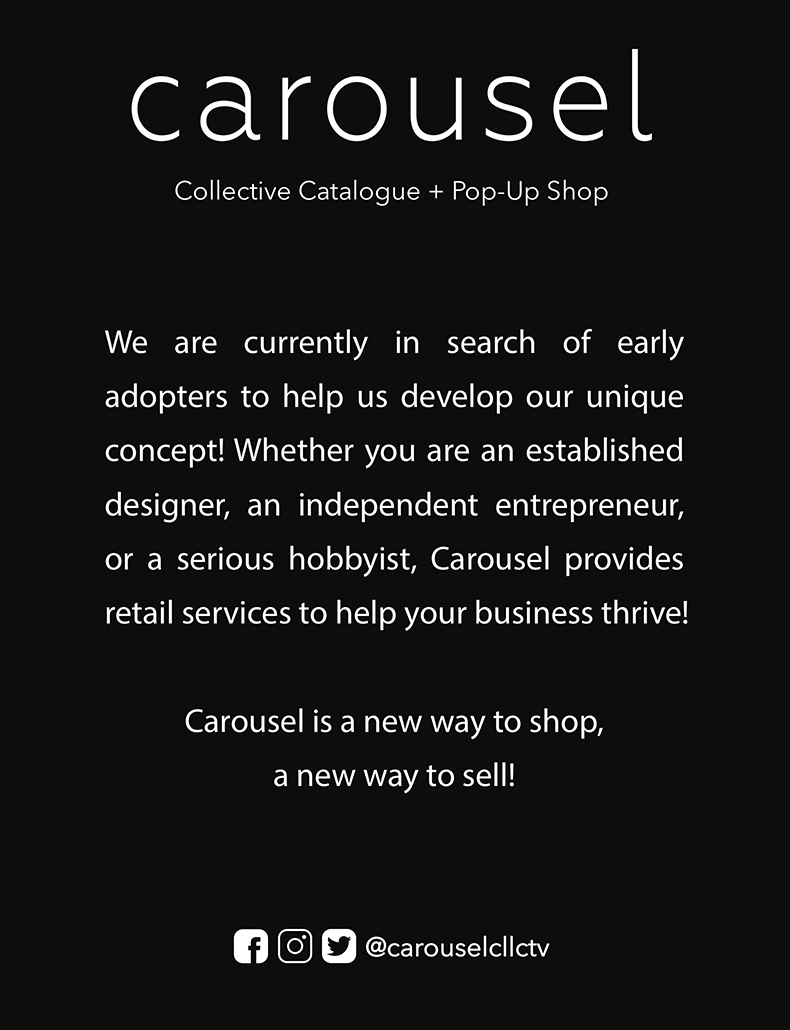 carousel
Collective Catalogue + Pop-Up Shop
We are currently in search of early
adopters to help us develop our unique
concept! Whether you are an established
designer, an independent entrepreneur,
or a serious hobbyist, Carousel provides
retail services to help your business thrive!
Carousel is a new way to shop,
a new way to sell!
@carouselcllctv